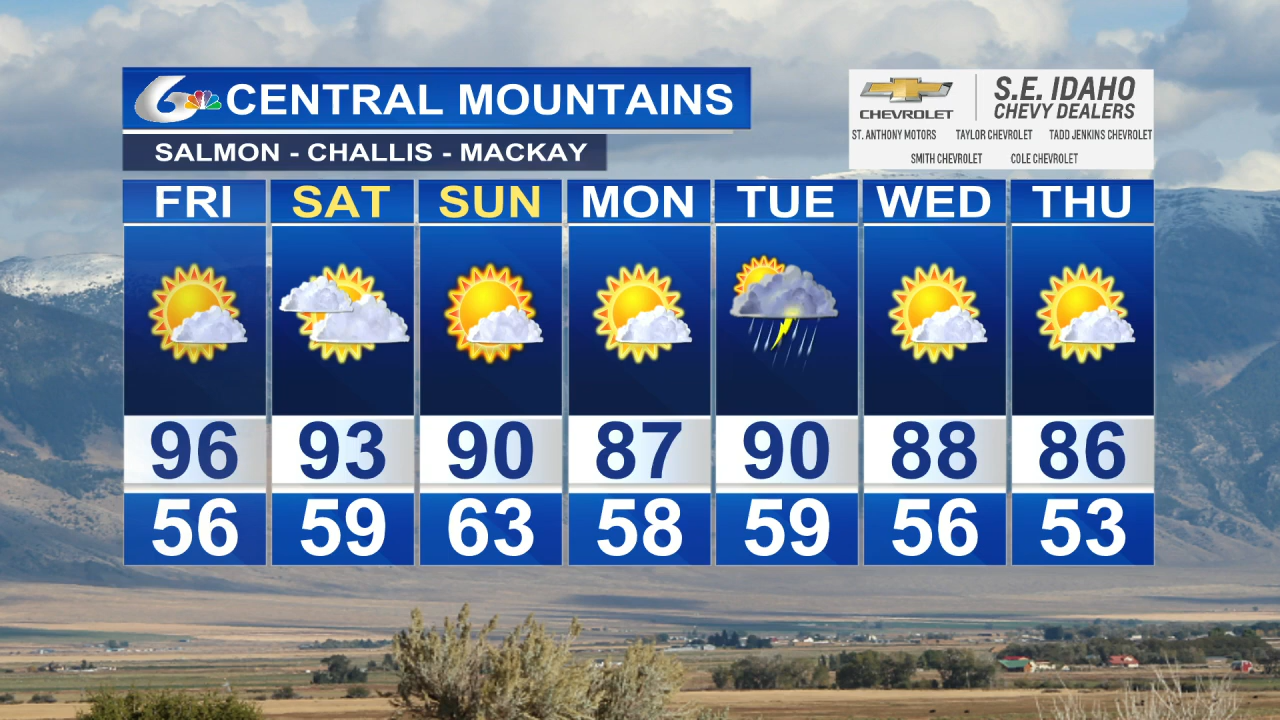 6 CENTRAL MOUNTAINS
SALMON - CHALLIS - MACKAY
CHEVROLET
S.E. IDAHO
CHEVY DEALERS
ST. ANTHONY MOTORS TAYLOR CHEVROLET TADD JENKINS CHEVROLET
SMITH CHEVROLET COLE CHEVROLET
FRI SAT SUN MON TUE WED THU
96 93 90 87 90 88 86
56 59 63 58 59 56 53